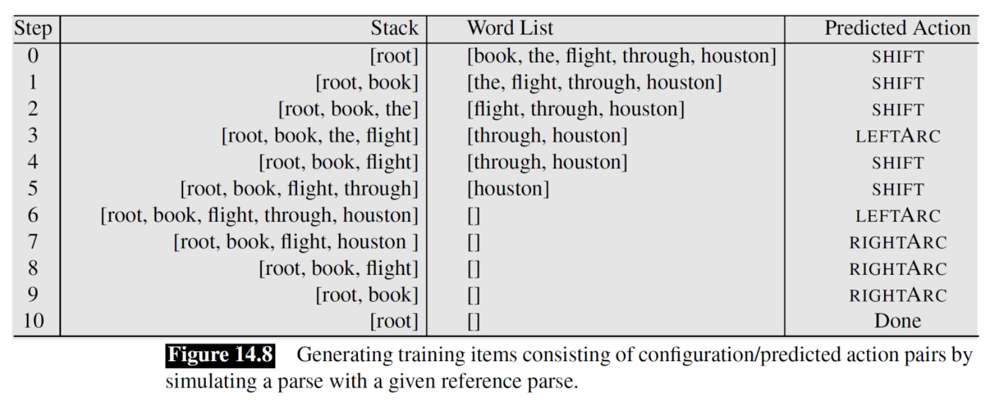 Step Stack Word List Predicted Action
0 [root] [book, the, flight, through, houston] SHIFT
1 [root, book] [the, flight, through, houston] SHIFT
2 [root, book, the] [flight, through, houston] SHIFT
3 [root, book, the, flight] [through, houston] LEFTARC
4 [root, book, flight] [through, houston] SHIFT
5 [root, book, flight, through] [houston] SHIFT
6 [root, book, flight, through, houston] [] LEFTARC
7 [root, book, flight, houston ] [] RIGHTARC
8 [root, book, flight] [] RIGHTARC
9 [root, book] [] RIGHTARC
10 [root] [] Done
Figure 14.8 Generating training items consisting of configuration/predicted action pairs by
simulating a parse with a given reference parse.